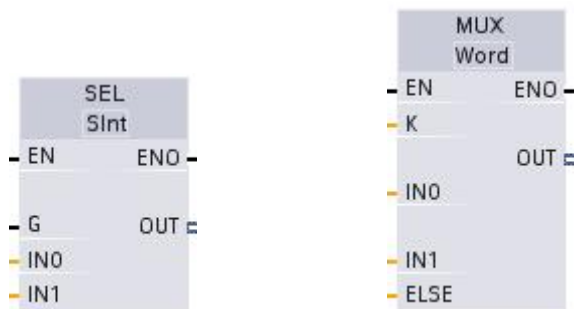 SEL
SInt
EN ENO
G OUT
IN0
IN1
MUX
Word
EN ENO
K
OUT
IN0
IN1
ELSE